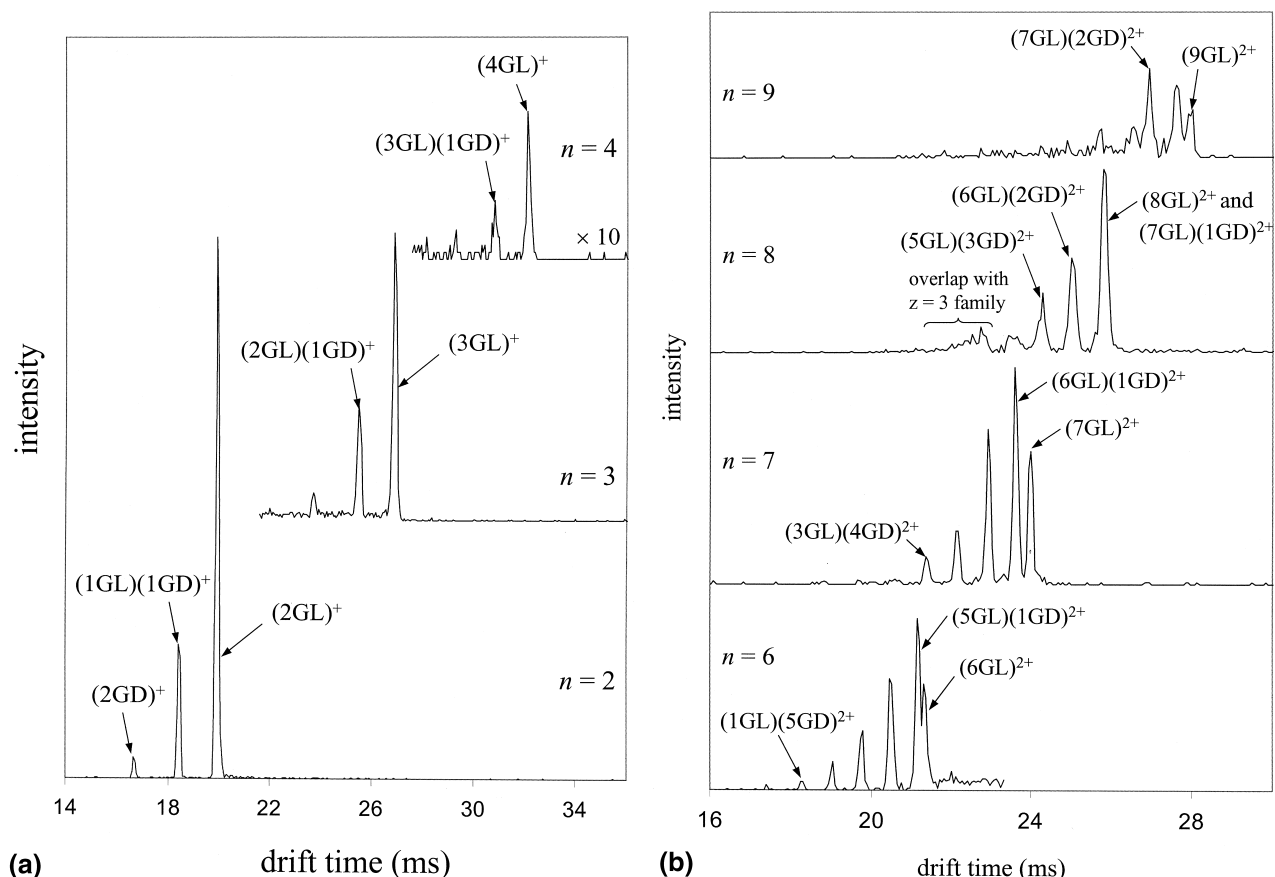 (4GL)⁺
(3GL)(1GD)⁺
n = 4
× 10
(2GL)(1GD)⁺
(3GL)⁺
n = 3
(1GL)(1GD)⁺
(2GL)⁺
(2GD)⁺
n = 2
intensity
14 18 22 26 30 34
(a) drift time (ms)
(7GL)(2GD)²⁺
(9GL)²⁺
n = 9
(6GL)(2GD)²⁺
(8GL)²⁺ and
(7GL)(1GD)²⁺
(5GL)(3GD)²⁺
n = 8
overlap with
z = 3 family
(6GL)(1GD)²⁺
(7GL)²⁺
n = 7
(3GL)(4GD)²⁺
(5GL)(1GD)²⁺
n = 6
(6GL)²⁺
(1GL)(5GD)²⁺
intensity
16 20 24 28
(b) drift time (ms)